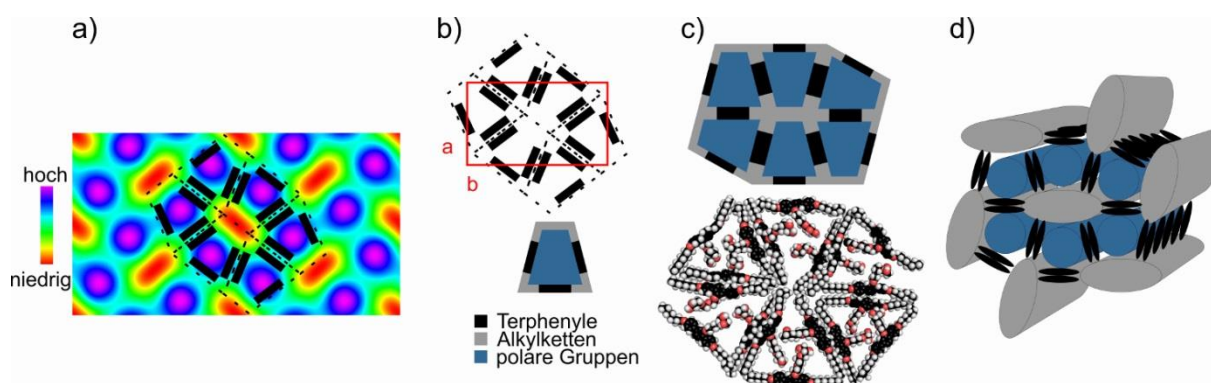 a)
hoch
niedrig
b)
a
b
Terphenyle
Alkylketten
polare Gruppen
c)
d)